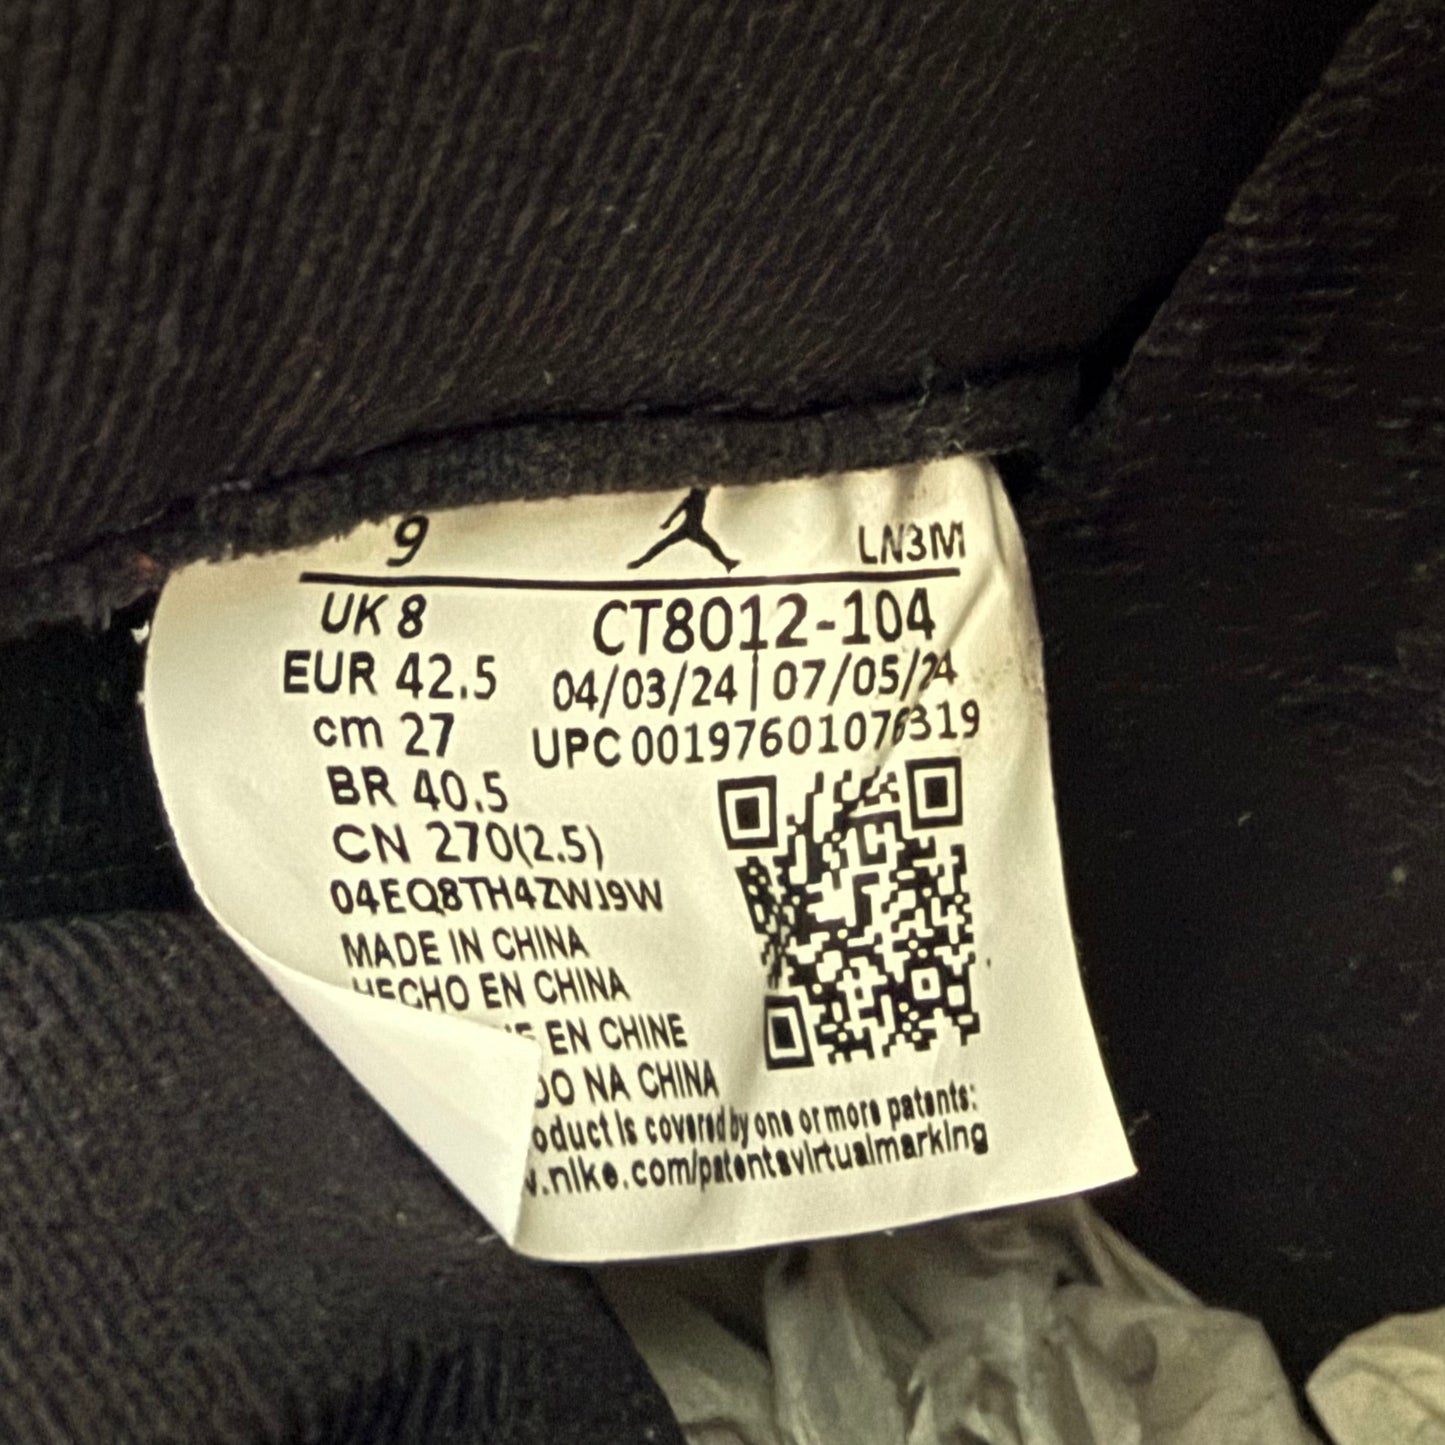 9 LN3M
UK 8 CT8012-104
EUR 42.5 04/03/24 | 07/05/24
cm 27 UPC 00197601076319
BR 40.5
CN 270(2.5)
04EQ8TH4ZWJ9W
MADE IN CHINA
HECHO EN CHINA
EN CHINE
NA CHINA
oduct is covered by one or more patents:
.nike.com/patentsvirtualmarking